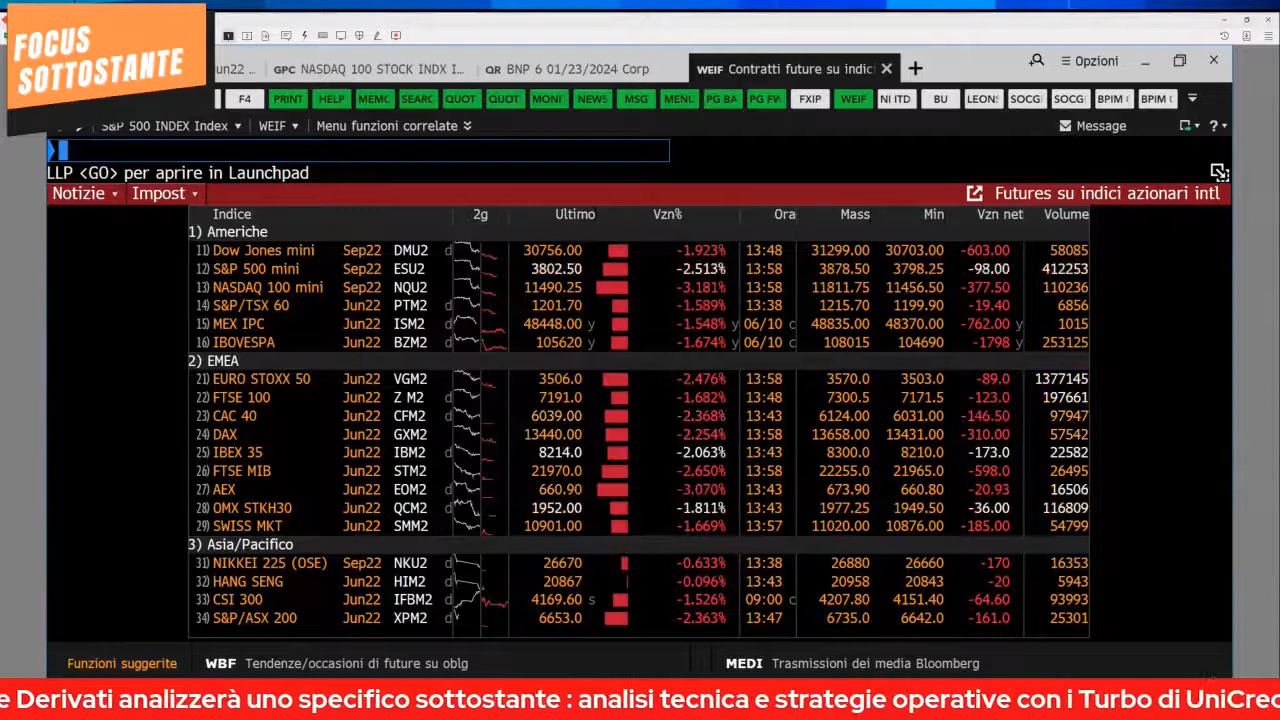 FOCUS
SOTTOSTANTE
GPC NASDAQ 100 STOCK INDX I... QR BNP 6 01/23/2024 Corp WEIF Contratti future su indici Opzioni
F4 PRINT HELP MEMO SEARC QUOT QUOT MONI NEWS MSG MENU PG BA PG FW FXIP WEIF NI ITD BU LEON SOCG SOCG BPIM BPIM
S&P 500 INDEX Index WEIF Menu funzioni correlate Message ?
LLP <GO> per aprire in Launchpad
Notizie Impost Futures su indici azionari intl
Indice 2g Ultimo Vzn% Ora Mass Min Vzn net Volume
1) Americhe
11) Dow Jones mini Sep22 DMU2 d 30756.00 -1.923% 13:48 31299.00 30703.00 -603.00 58085
12) S&P 500 mini Sep22 ESU2 3802.50 -2.513% 13:58 3878.50 3798.25 -98.00 412253
13) NASDAQ 100 mini Sep22 NQU2 11490.25 -3.181% 13:58 11811.75 11456.50 -377.50 110236
14) S&P/TSX 60 Jun22 PTM2 d 1201.70 -1.589% 13:38 1215.70 1199.90 -19.40 6856
15) MEX IPC Jun22 ISM2 d 48448.00 y -1.548% y 06/10 c 48835.00 48370.00 -762.00 y 1015
16) IBOVESPA Jun22 BZM2 d 105620 y -1.674% y 06/10 c 108015 104690 -1798 y 253125
2) EMEA
21) EURO STOXX 50 Jun22 VGM2 3506.0 -2.476% 13:58 3570.0 3503.0 -89.0 1377145
22) FTSE 100 Jun22 Z M2 d 7191.0 -1.682% 13:48 7300.5 7171.5 -123.0 197661
23) CAC 40 Jun22 CFM2 d 6039.00 -2.368% 13:43 6124.00 6031.00 -146.50 97947
24) DAX Jun22 GXM2 13440.00 -2.254% 13:58 13658.00 13431.00 -310.00 57542
25) IBEX 35 Jun22 IBM2 d 8214.0 -2.063% 13:43 8300.0 8210.0 -173.0 22582
26) FTSE MIB Jun22 STM2 21970.0 -2.650% 13:58 22255.0 21965.0 -598.0 26495
27) AEX Jun22 EOM2 d 660.90 -3.070% 13:43 673.90 660.80 -20.93 16506
28) OMX STKH30 Jun22 QCM2 d 1952.00 -1.811% 13:43 1977.25 1949.50 -36.00 116809
29) SWISS MKT Jun22 SMM2 10901.00 -1.669% 13:57 11020.00 10876.00 -185.00 54799
3) Asia/Pacifico
31) NIKKEI 225 (OSE) Sep22 NKU2 d 26670 -0.633% 13:38 26880 26660 -170 16353
32) HANG SENG Jun22 HIM2 d 20867 -0.096% 13:43 20958 20843 -20 5943
33) CSI 300 Jun22 IFBM2 d 4169.60 s -1.526% 09:00 c 4207.80 4151.40 -64.60 93993
34) S&P/ASX 200 Jun22 XPM2 d 6653.0 -2.363% 13:47 6735.0 6642.0 -161.0 25301
Funzioni suggerite WBF Tendenze/occasioni di future su oblg MEDI Trasmissioni dei media Bloomberg
e Derivati analizzerà uno specifico sottostante : analisi tecnica e strategie operative con i Turbo di UniCred